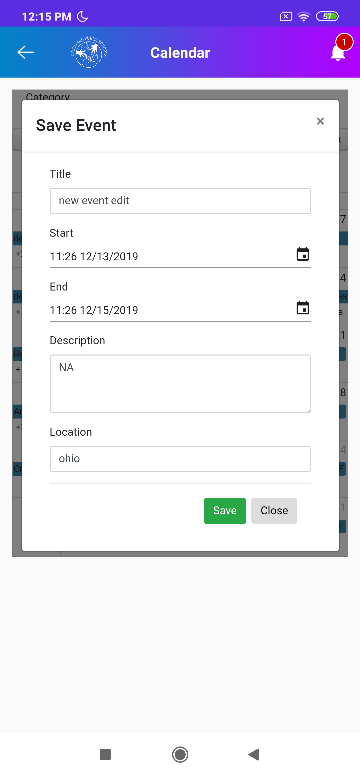 12:15 PM
57
Calendar
1
Category
Save Event
×
Title
new event edit
Start
11:26 12/13/2019
End
11:26 12/15/2019
Description
NA
Location
ohio
Save
Close